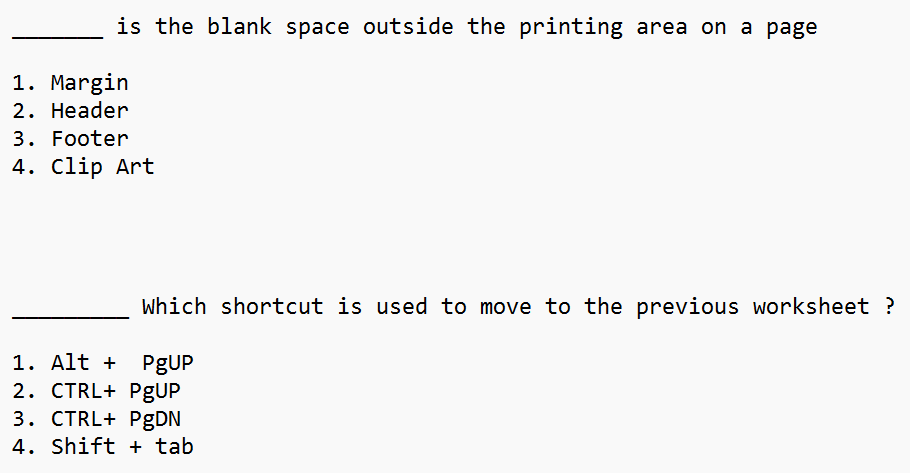 _______ is the blank space outside the printing area on a page
1. Margin
2. Header
3. Footer
4. Clip Art
_________ Which shortcut is used to move to the previous worksheet ?
1. Alt +  PgUP
2. CTRL+ PgUP
3. CTRL+ PgDN
4. Shift + tab